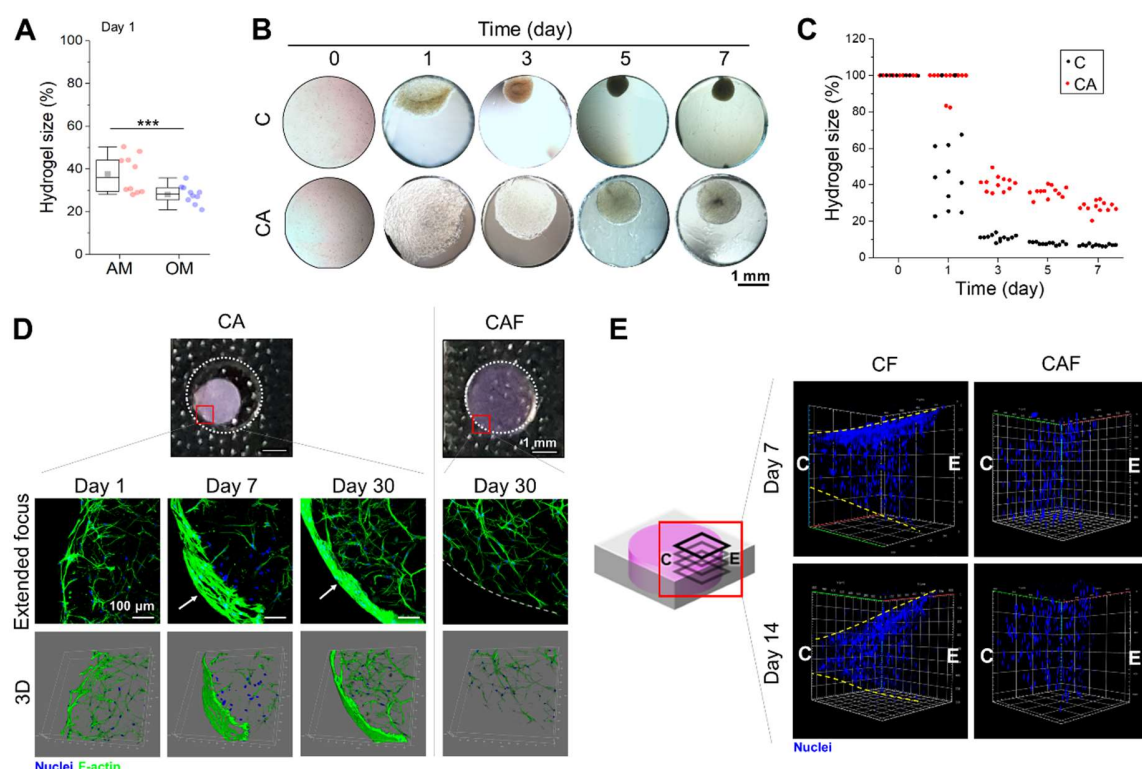 A
Day 1
Hydrogel size (%)
100
80
60
40
20
0
***
AM OM
B
Time (day)
0 1 3 5 7
C
CA
1 mm
C
Hydrogel size (%)
120
100
80
60
40
20
0
C
CA
0 1 3 5 7
Time (day)
D
CA CAF
1 mm
Day 1 Day 7 Day 30 Day 30
Extended focus
100 µm
3D
Nuclei F-actin
E
CF CAF
Day 7
C E C E
C E
Day 14
C E C E
Nuclei